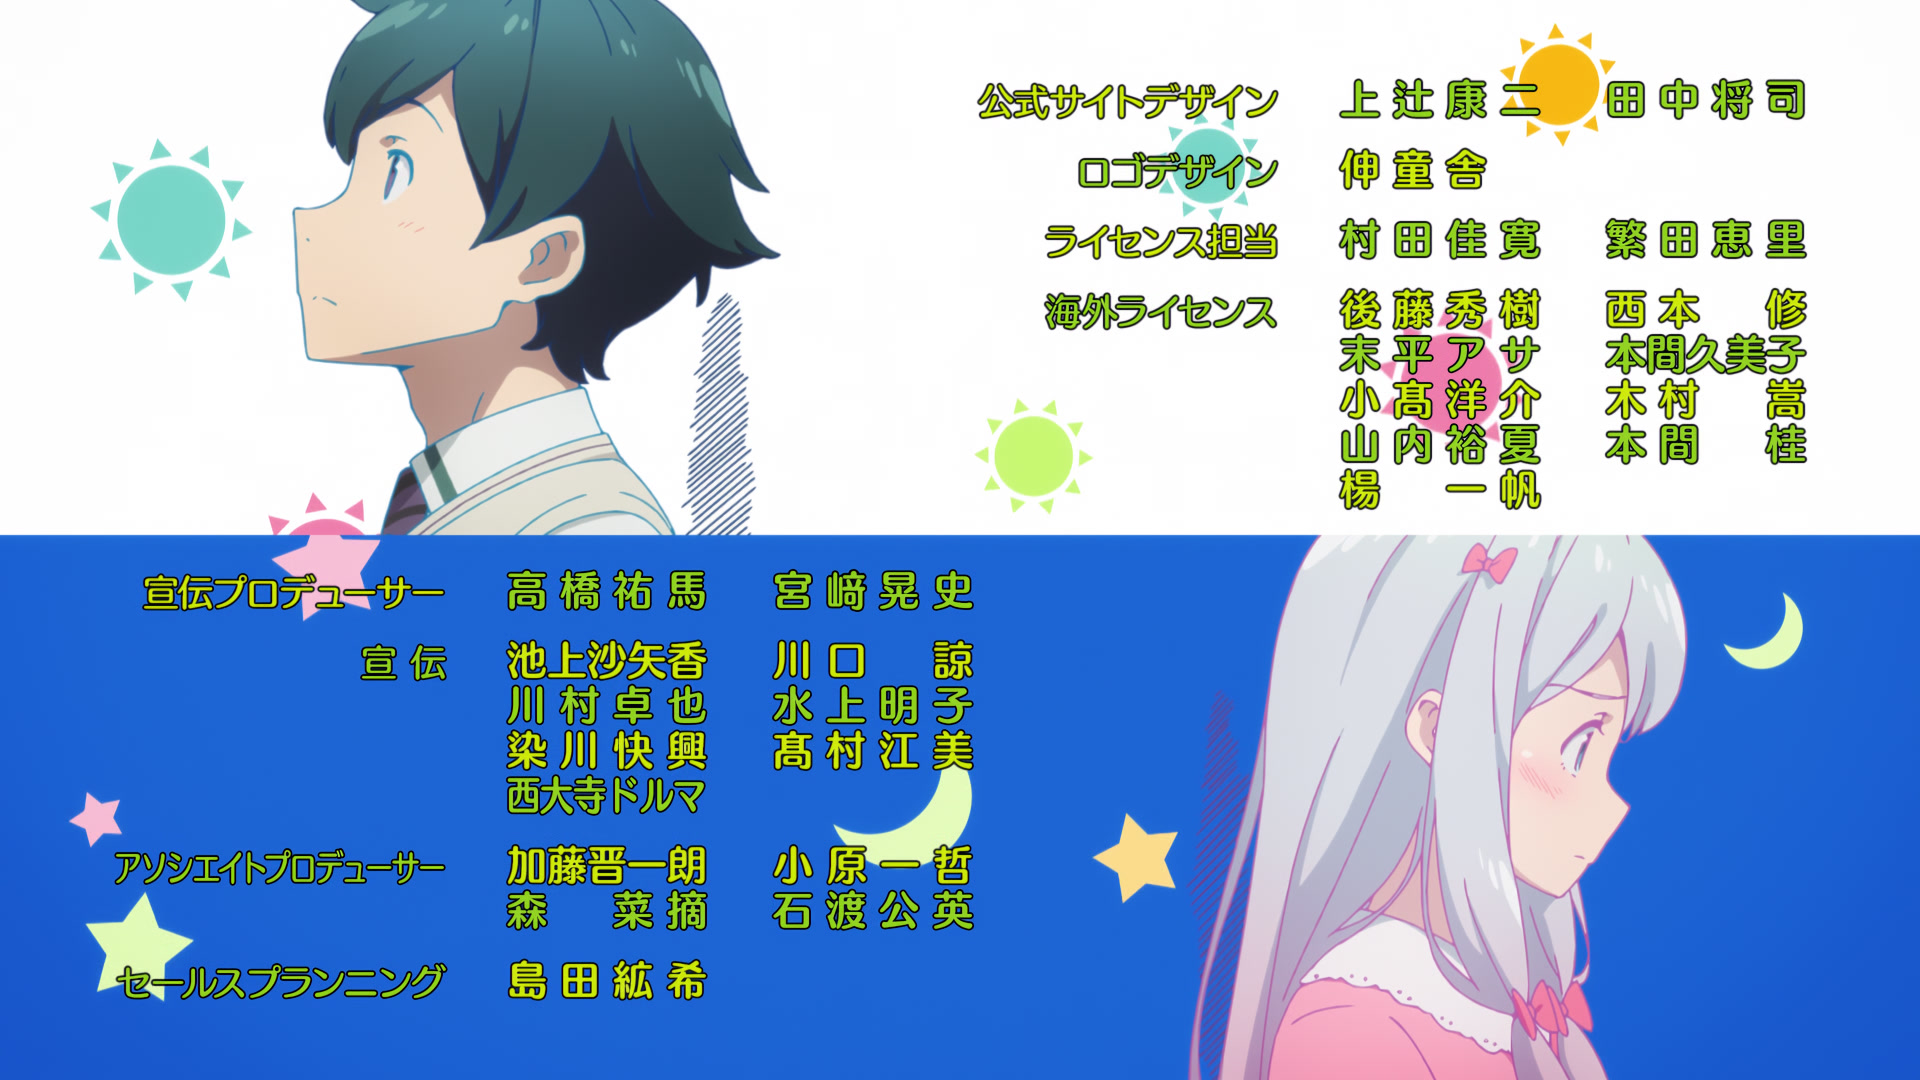 公式サイトデザイン 上辻康二 田中将司
ロゴデザイン 伸童舎
ライセンス担当 村田佳寛 繁田恵里
海外ライセンス 後藤秀樹 西本 修
末平アサ 本間久美子
小髙洋介 木村 嵩
山内裕夏 本間 桂
楊 一帆
宣伝プロデューサー 高橋祐馬 宮﨑晃史
宣伝 池上沙矢香 川口 諒
川村卓也 水上明子
染川快興 髙村江美
西大寺ドルマ
アソシエイトプロデューサー 加藤晋一朗 小原一哲
森 菜摘 石渡公英
セールスプランニング 島田紘希